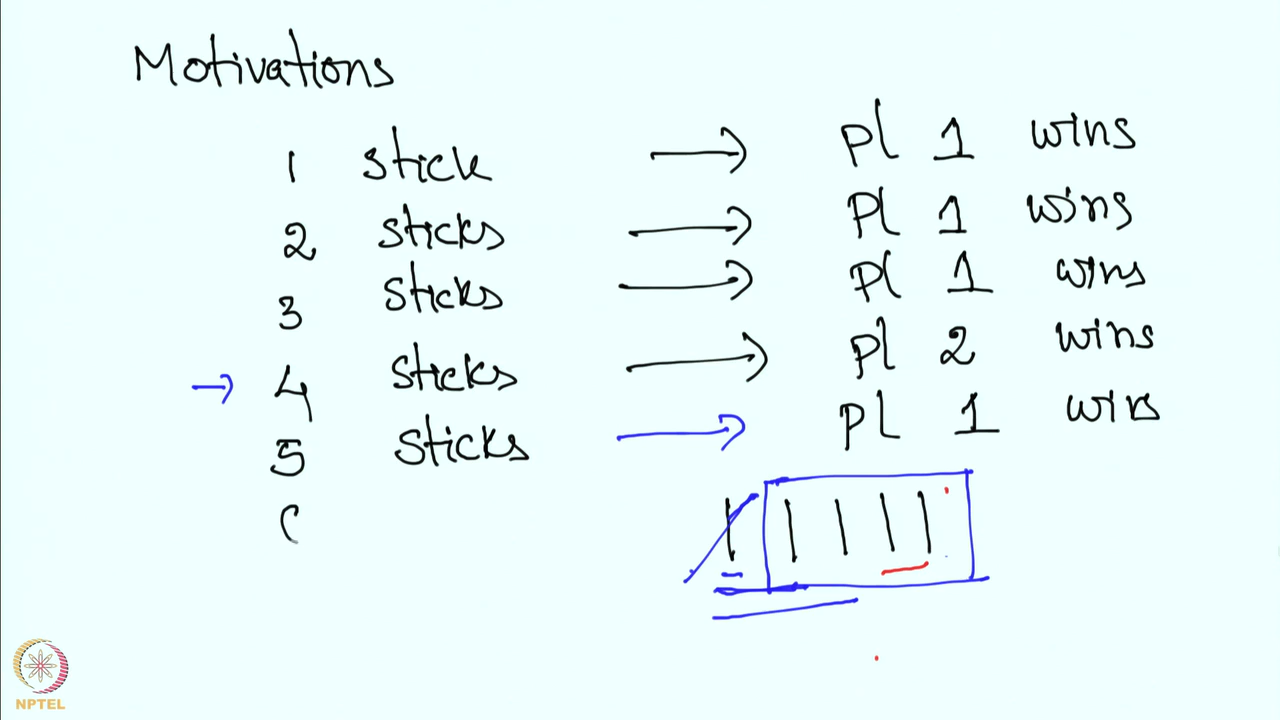 Motivations
1 stick → pl 1 wins
2 sticks → pl 1 wins
3 sticks → pl 1 wins
→ 4 sticks → pl 2 wins
5 sticks → pl 1 wins
NPTEL